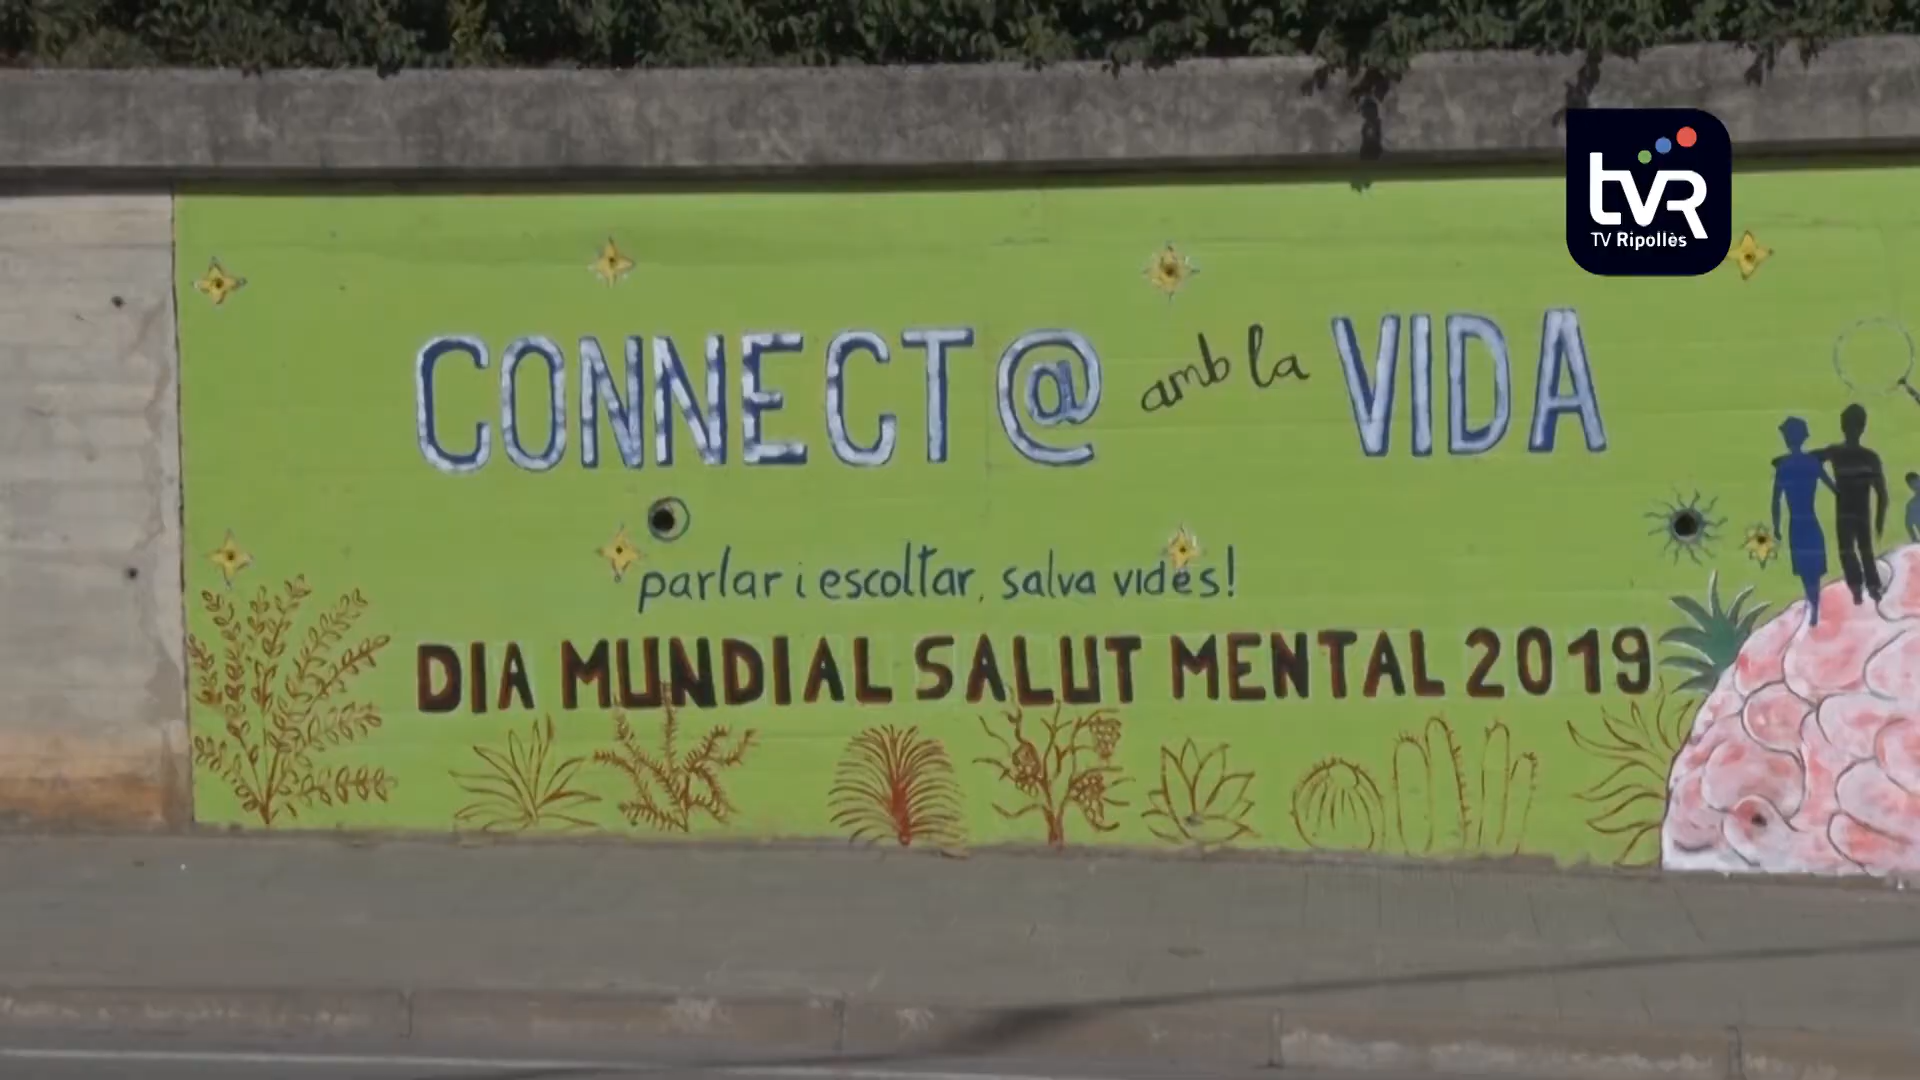 tvR
TV Ripollès
CONNECT@ amb la VIDA
parlar i escoltar, salva vides!
DIA MUNDIAL SALUT MENTAL 2019